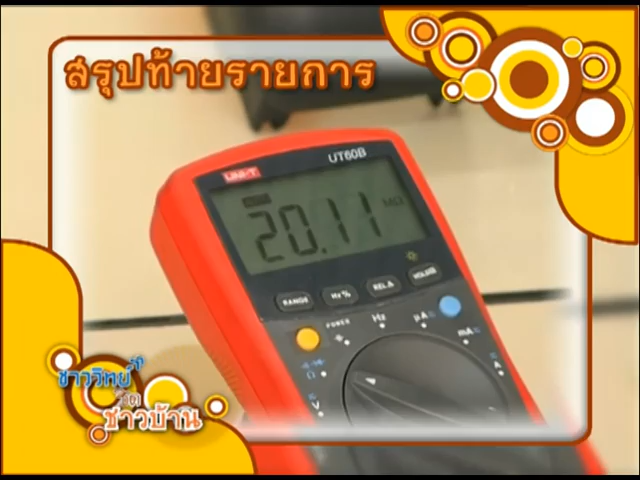 สรุปท้ายรายการ
UNI-T
UT60B
20.11 MΩ
RANGE
Hz %
REL Δ
HOLD
POWER
Hz
µA
mA
A
Ω
V
ชาววิทย์
ชาวบ้าน